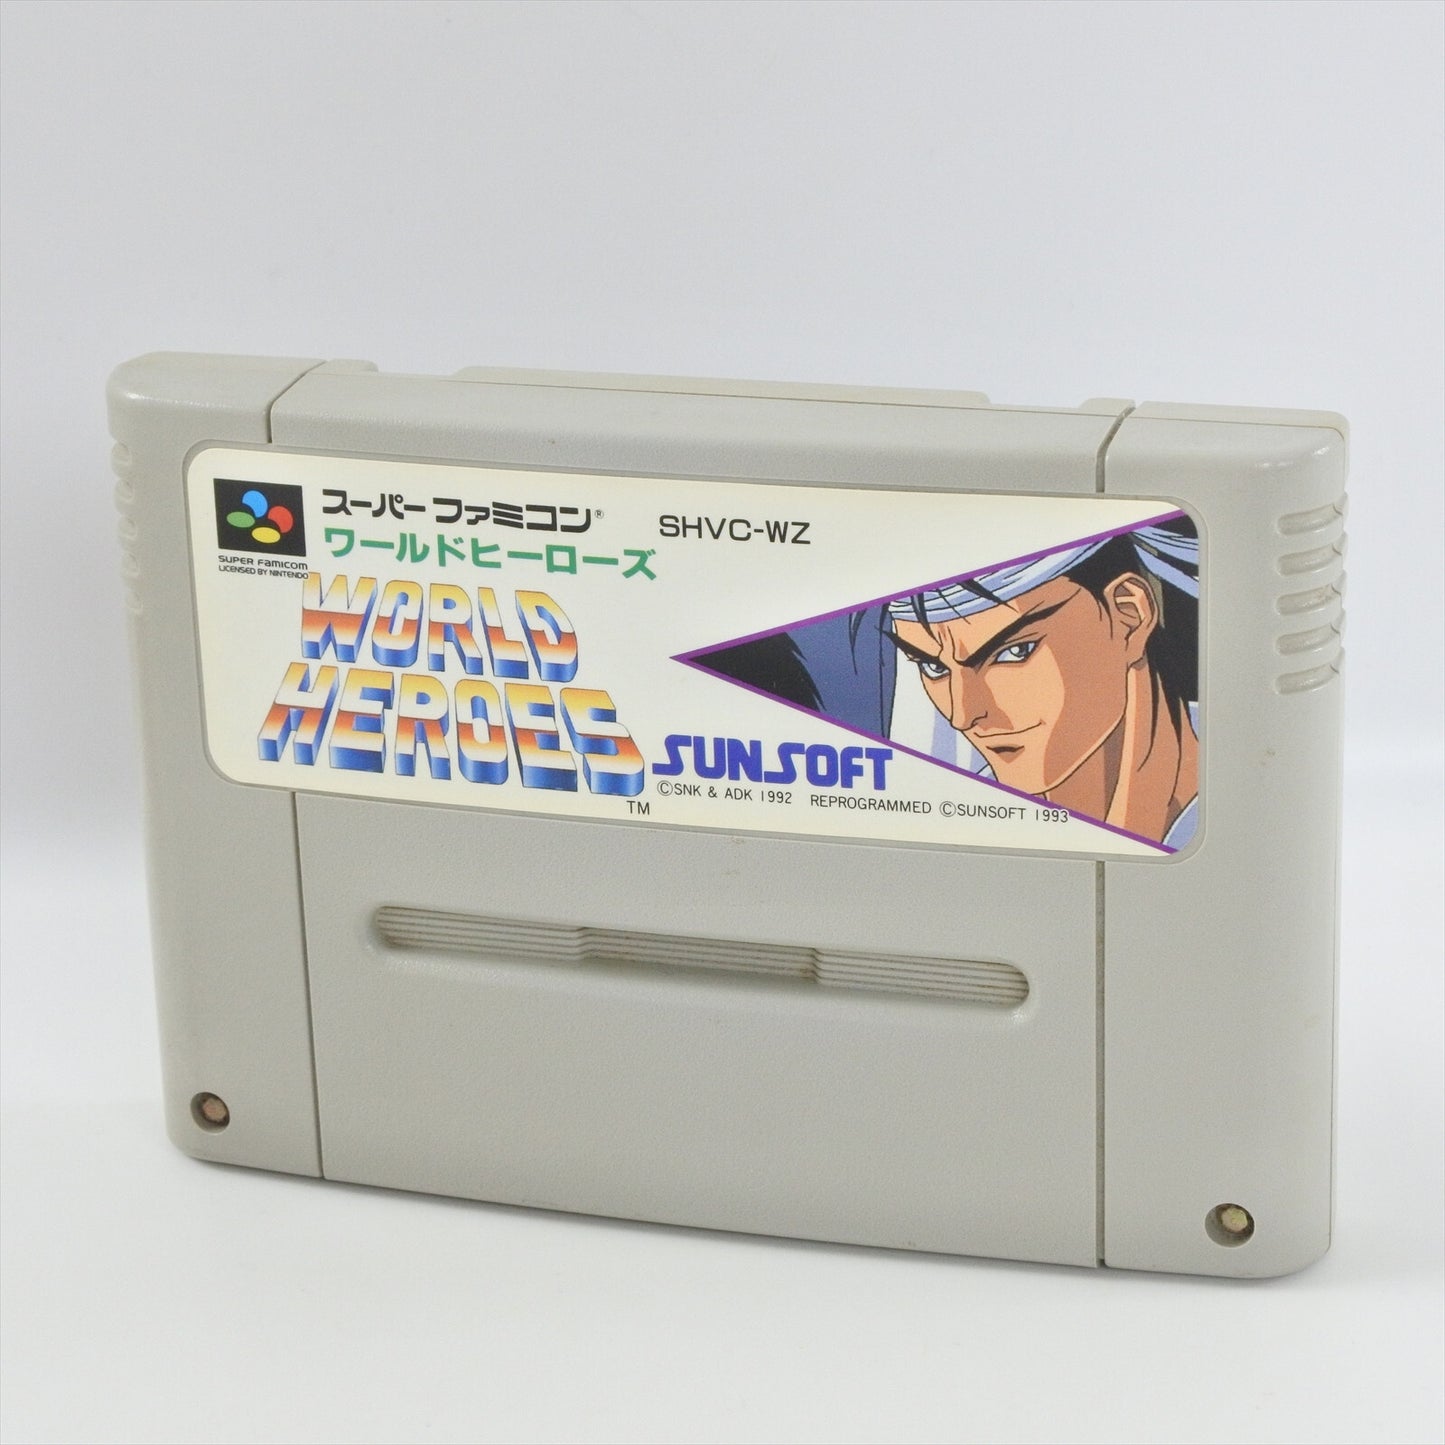 スーパーファミコン® SHVC-WZ
ワールドヒーローズ
SUPER FAMICOM
LICENSED BY NINTENDO
WORLD
HEROES
TM
SUNSOFT
©SNK & ADK 1992 REPROGRAMMED ©SUNSOFT 1993